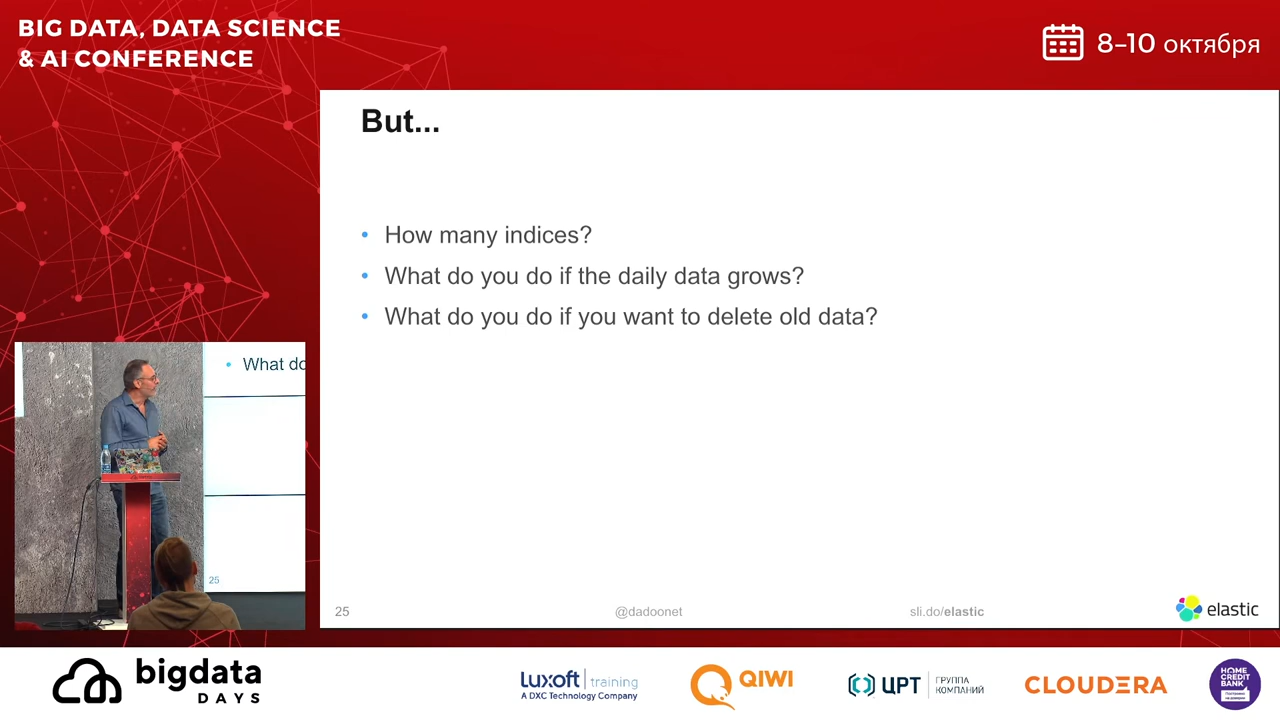 BIG DATA, DATA SCIENCE
& AI CONFERENCE
8–10 октября
But...
• How many indices?
• What do you do if the daily data grows?
• What do you do if you want to delete old data?
• What do
25
25
@dadoonet
sli.do/elastic
elastic
bigdata
DAYS
Luxoft training
A DXC Technology Company
QIWI
ЦРТ
ГРУППА
КОМПАНИЙ
CLOUDERA
HOME
CREDIT
BANK